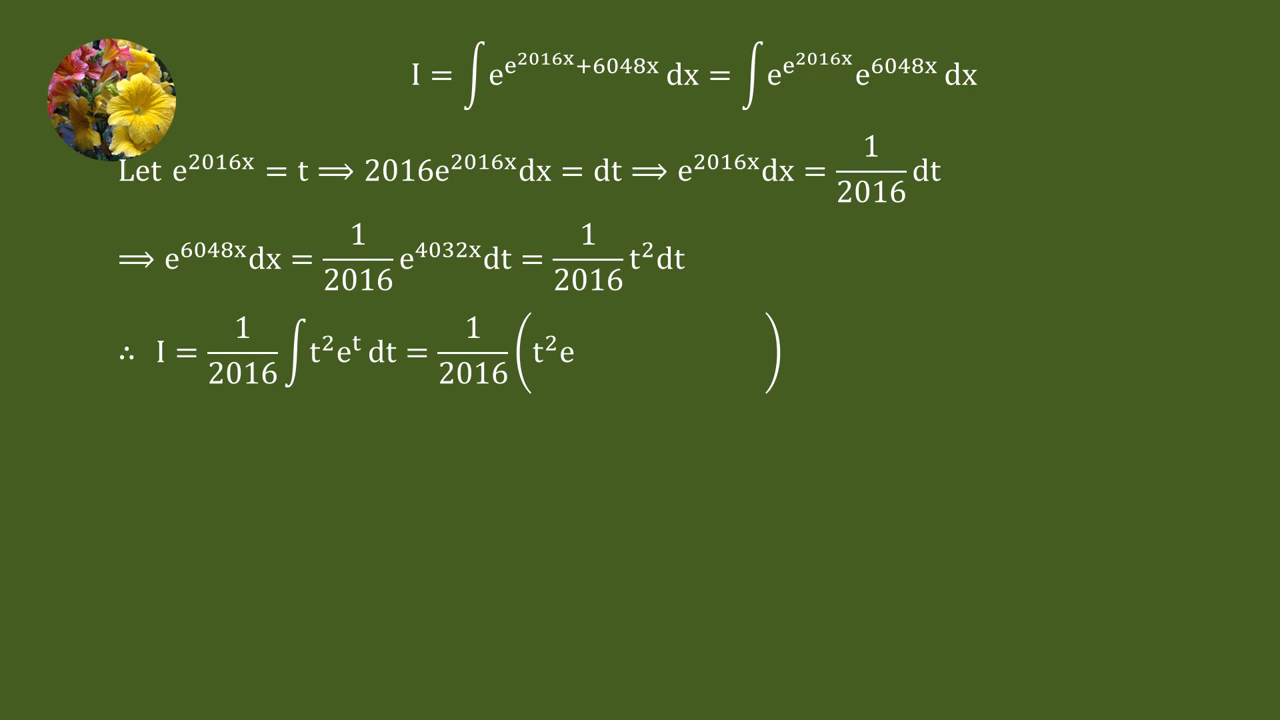 I = ∫ e^(e^(2016x)+6048x) dx = ∫ e^(e^(2016x)) e^(6048x) dx
Let e^(2016x) = t ⟹ 2016e^(2016x)dx = dt ⟹ e^(2016x)dx = 1/2016 dt
⟹ e^(6048x)dx = 1/2016 e^(4032x)dt = 1/2016 t²dt
∴ I = 1/2016 ∫ t²e^t dt = 1/2016 (t²e )